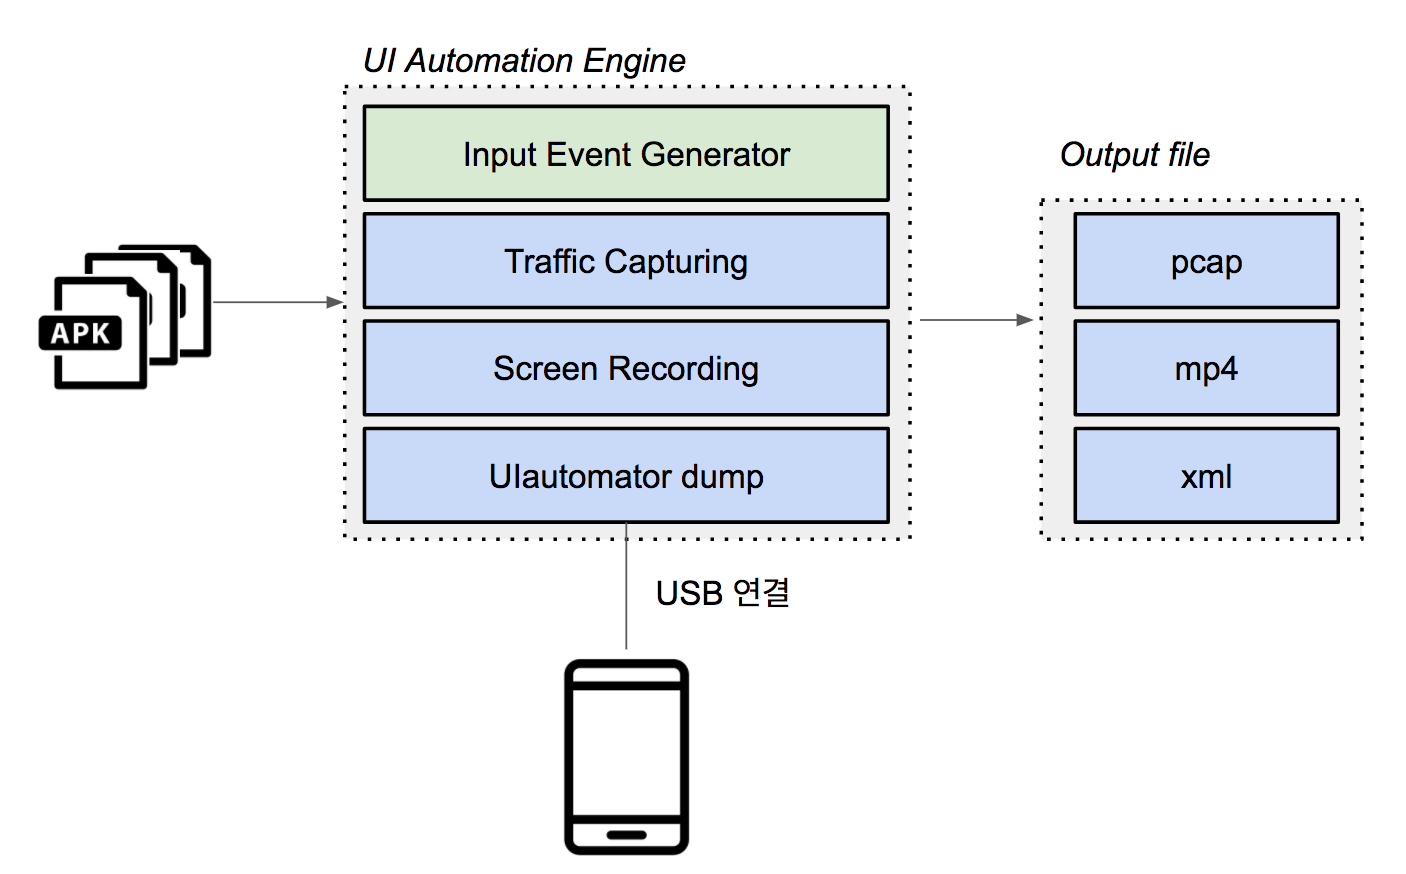 UI Automation Engine
Input Event Generator
Traffic Capturing
Screen Recording
UIautomator dump
APK
USB 연결
Output file
pcap
mp4
xml